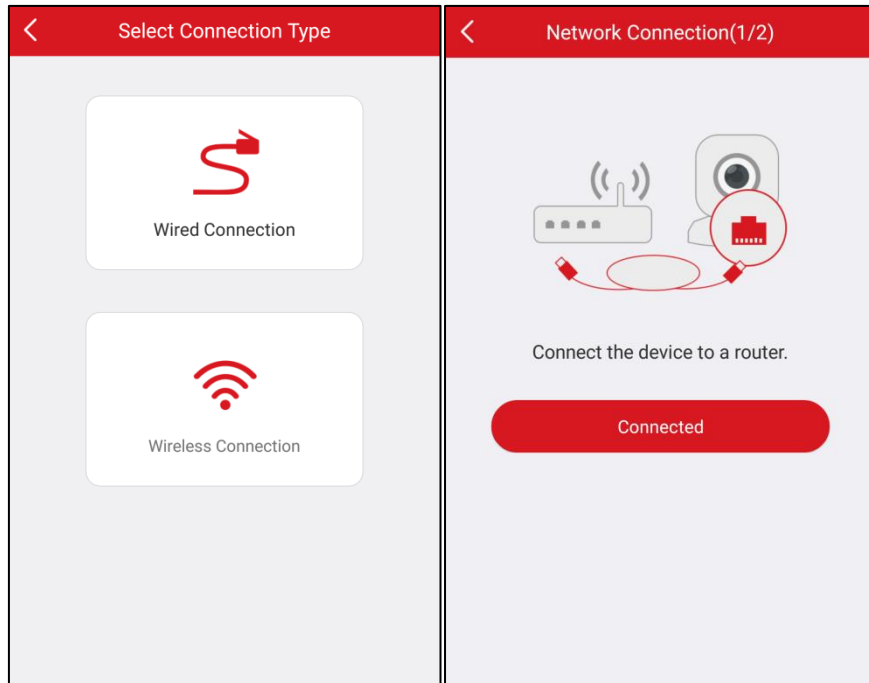 Select Connection Type
Wired Connection
Wireless Connection
Network Connection(1/2)
Connect the device to a router.
Connected